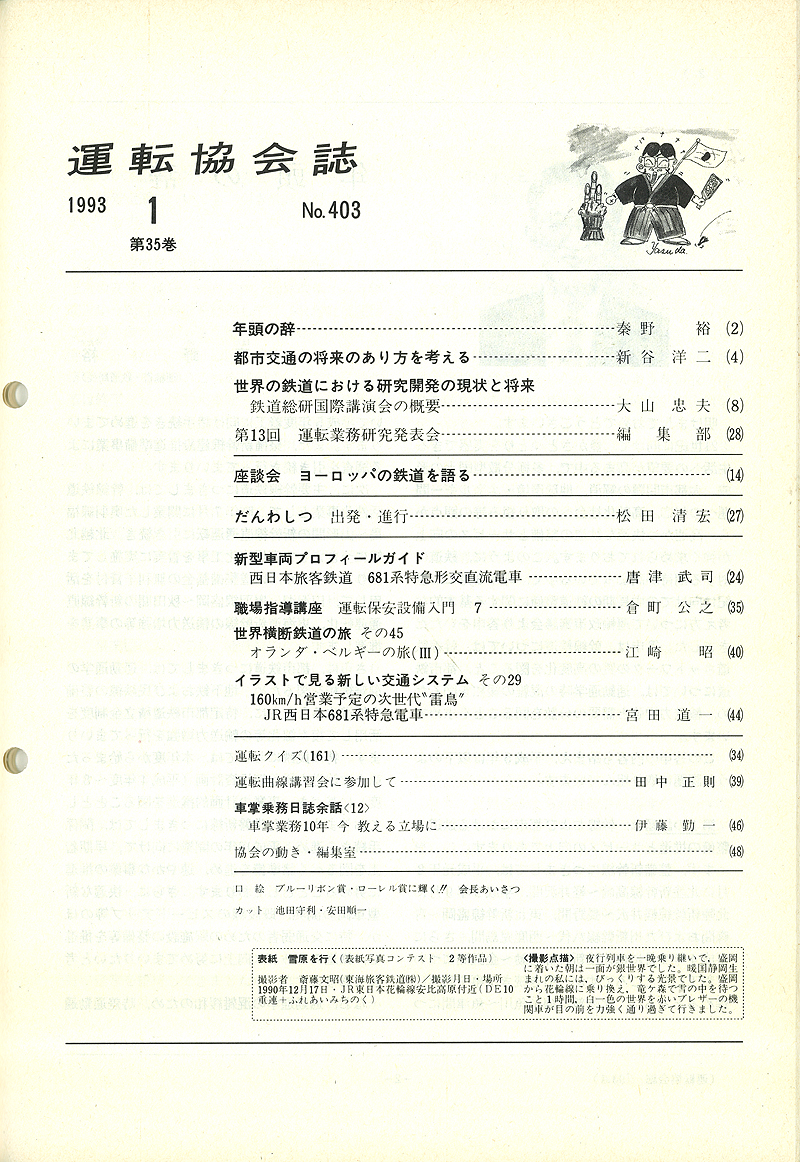 運転協会誌
1993 1 No.403
第35巻
Yasuda
年頭の辞 秦野 裕 (2)
都市交通の将来のあり方を考える 新谷 洋二 (4)
世界の鉄道における研究開発の現状と将来
鉄道総研国際講演会の概要 大山 忠夫 (8)
第13回 運転業務研究発表会 編集部 (28)
座談会 ヨーロッパの鉄道を語る (14)
だんわしつ 出発・進行 松田 清宏 (27)
新型車両プロフィールガイド
西日本旅客鉄道 681系特急形交直流電車 唐津 武司 (24)
職場指導講座 運転保安設備入門 7 倉町 公之 (35)
世界横断鉄道の旅 その45
オランダ・ベルギーの旅(III) 江崎 昭 (40)
イラストで見る新しい交通システム その29
160km/h営業予定の次世代〝雷鳥〟
JR西日本681系特急電車 宮田 道一 (44)
運転クイズ(161) (34)
運転曲線講習会に参加して 田中 正則 (39)
車掌乗務日誌余話<12>
車掌業務10年 今 教える立場に 伊藤 勤一 (46)
協会の動き・編集室 (48)
口絵 ブルーリボン賞・ローレル賞に輝く!! 会長あいさつ
カット 池田守利・安田順一
表紙 雪原を行く(表紙写真コンテスト 2等作品)
撮影者 斎藤文昭(東海旅客鉄道㈱)/撮影月日・場所
1990年12月17日・JR東日本花輪線安比高原付近(DE10
重連+ふれあいみちのく)
<撮影点描> 夜行列車を一晩乗り継いで,盛岡
に着いた朝は一面が銀世界でした。暖国静岡生
まれの私には,びっくりする光景でした。盛岡
から花輪線に乗り換え,竜ケ森で雪の中を待つ
こと1時間,白一色の世界を赤いブレザーの機
関車が目の前を力強く通り過ぎて行きました。